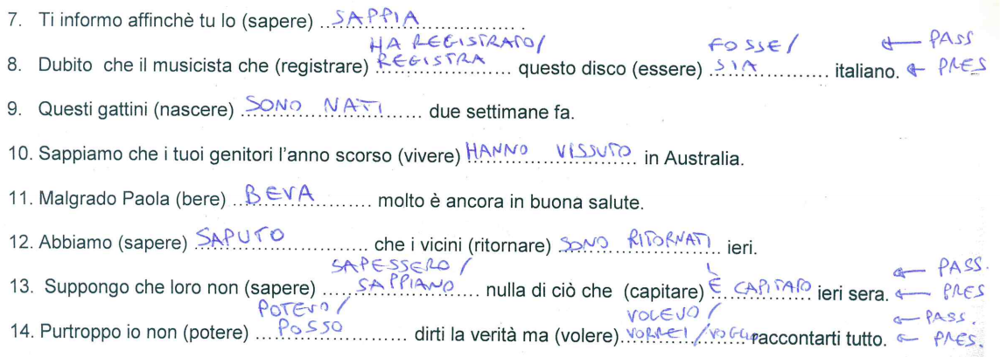 7. Ti informo affinchè tu lo (sapere) ..SAPPIA..............
HA REGISTRATO/ FOSSE/ ← PASS
8. Dubito che il musicista che (registrare) REGISTRA........ questo disco (essere) ..SIA............. italiano. ← PRES
9. Questi gattini (nascere) .SONO NATI...... due settimane fa.
10. Sappiamo che i tuoi genitori l'anno scorso (vivere) HANNO VISSUTO in Australia.
11. Malgrado Paola (bere) ..BEVA............. molto è ancora in buona salute.
12. Abbiamo (sapere) SAPUTO................ che i vicini (ritornare) SONO RITORNATI. ieri.
SAPESSERO / ← PASS.
13. Suppongo che loro non (sapere) .....SAPPIANO..... nulla di ciò che (capitare) È CAPITATO ieri sera. ← PRES
POTEVO/ VOLEVO / ← PASS.
14. Purtroppo io non (potere) ...POSSO............ dirti la verità ma (volere).VORREI / VOGLIO raccontarti tutto. ← PRES.